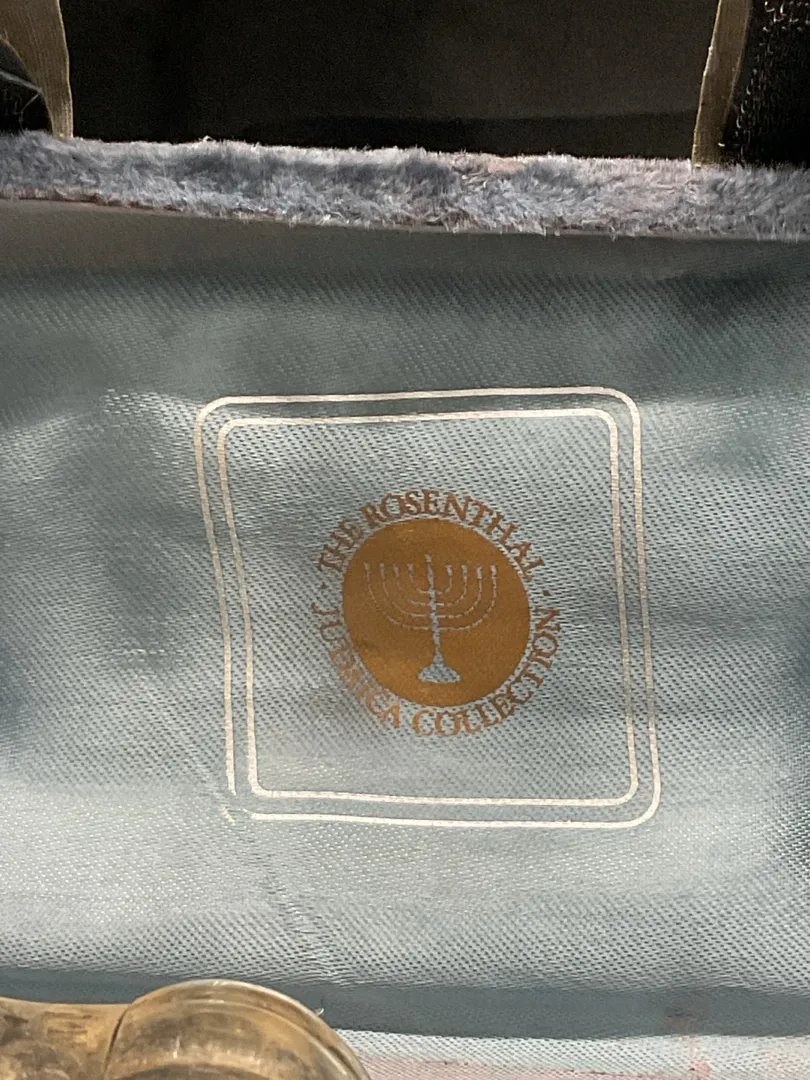 · THE ROSENTHAL ·
JUDAICA COLLECTION